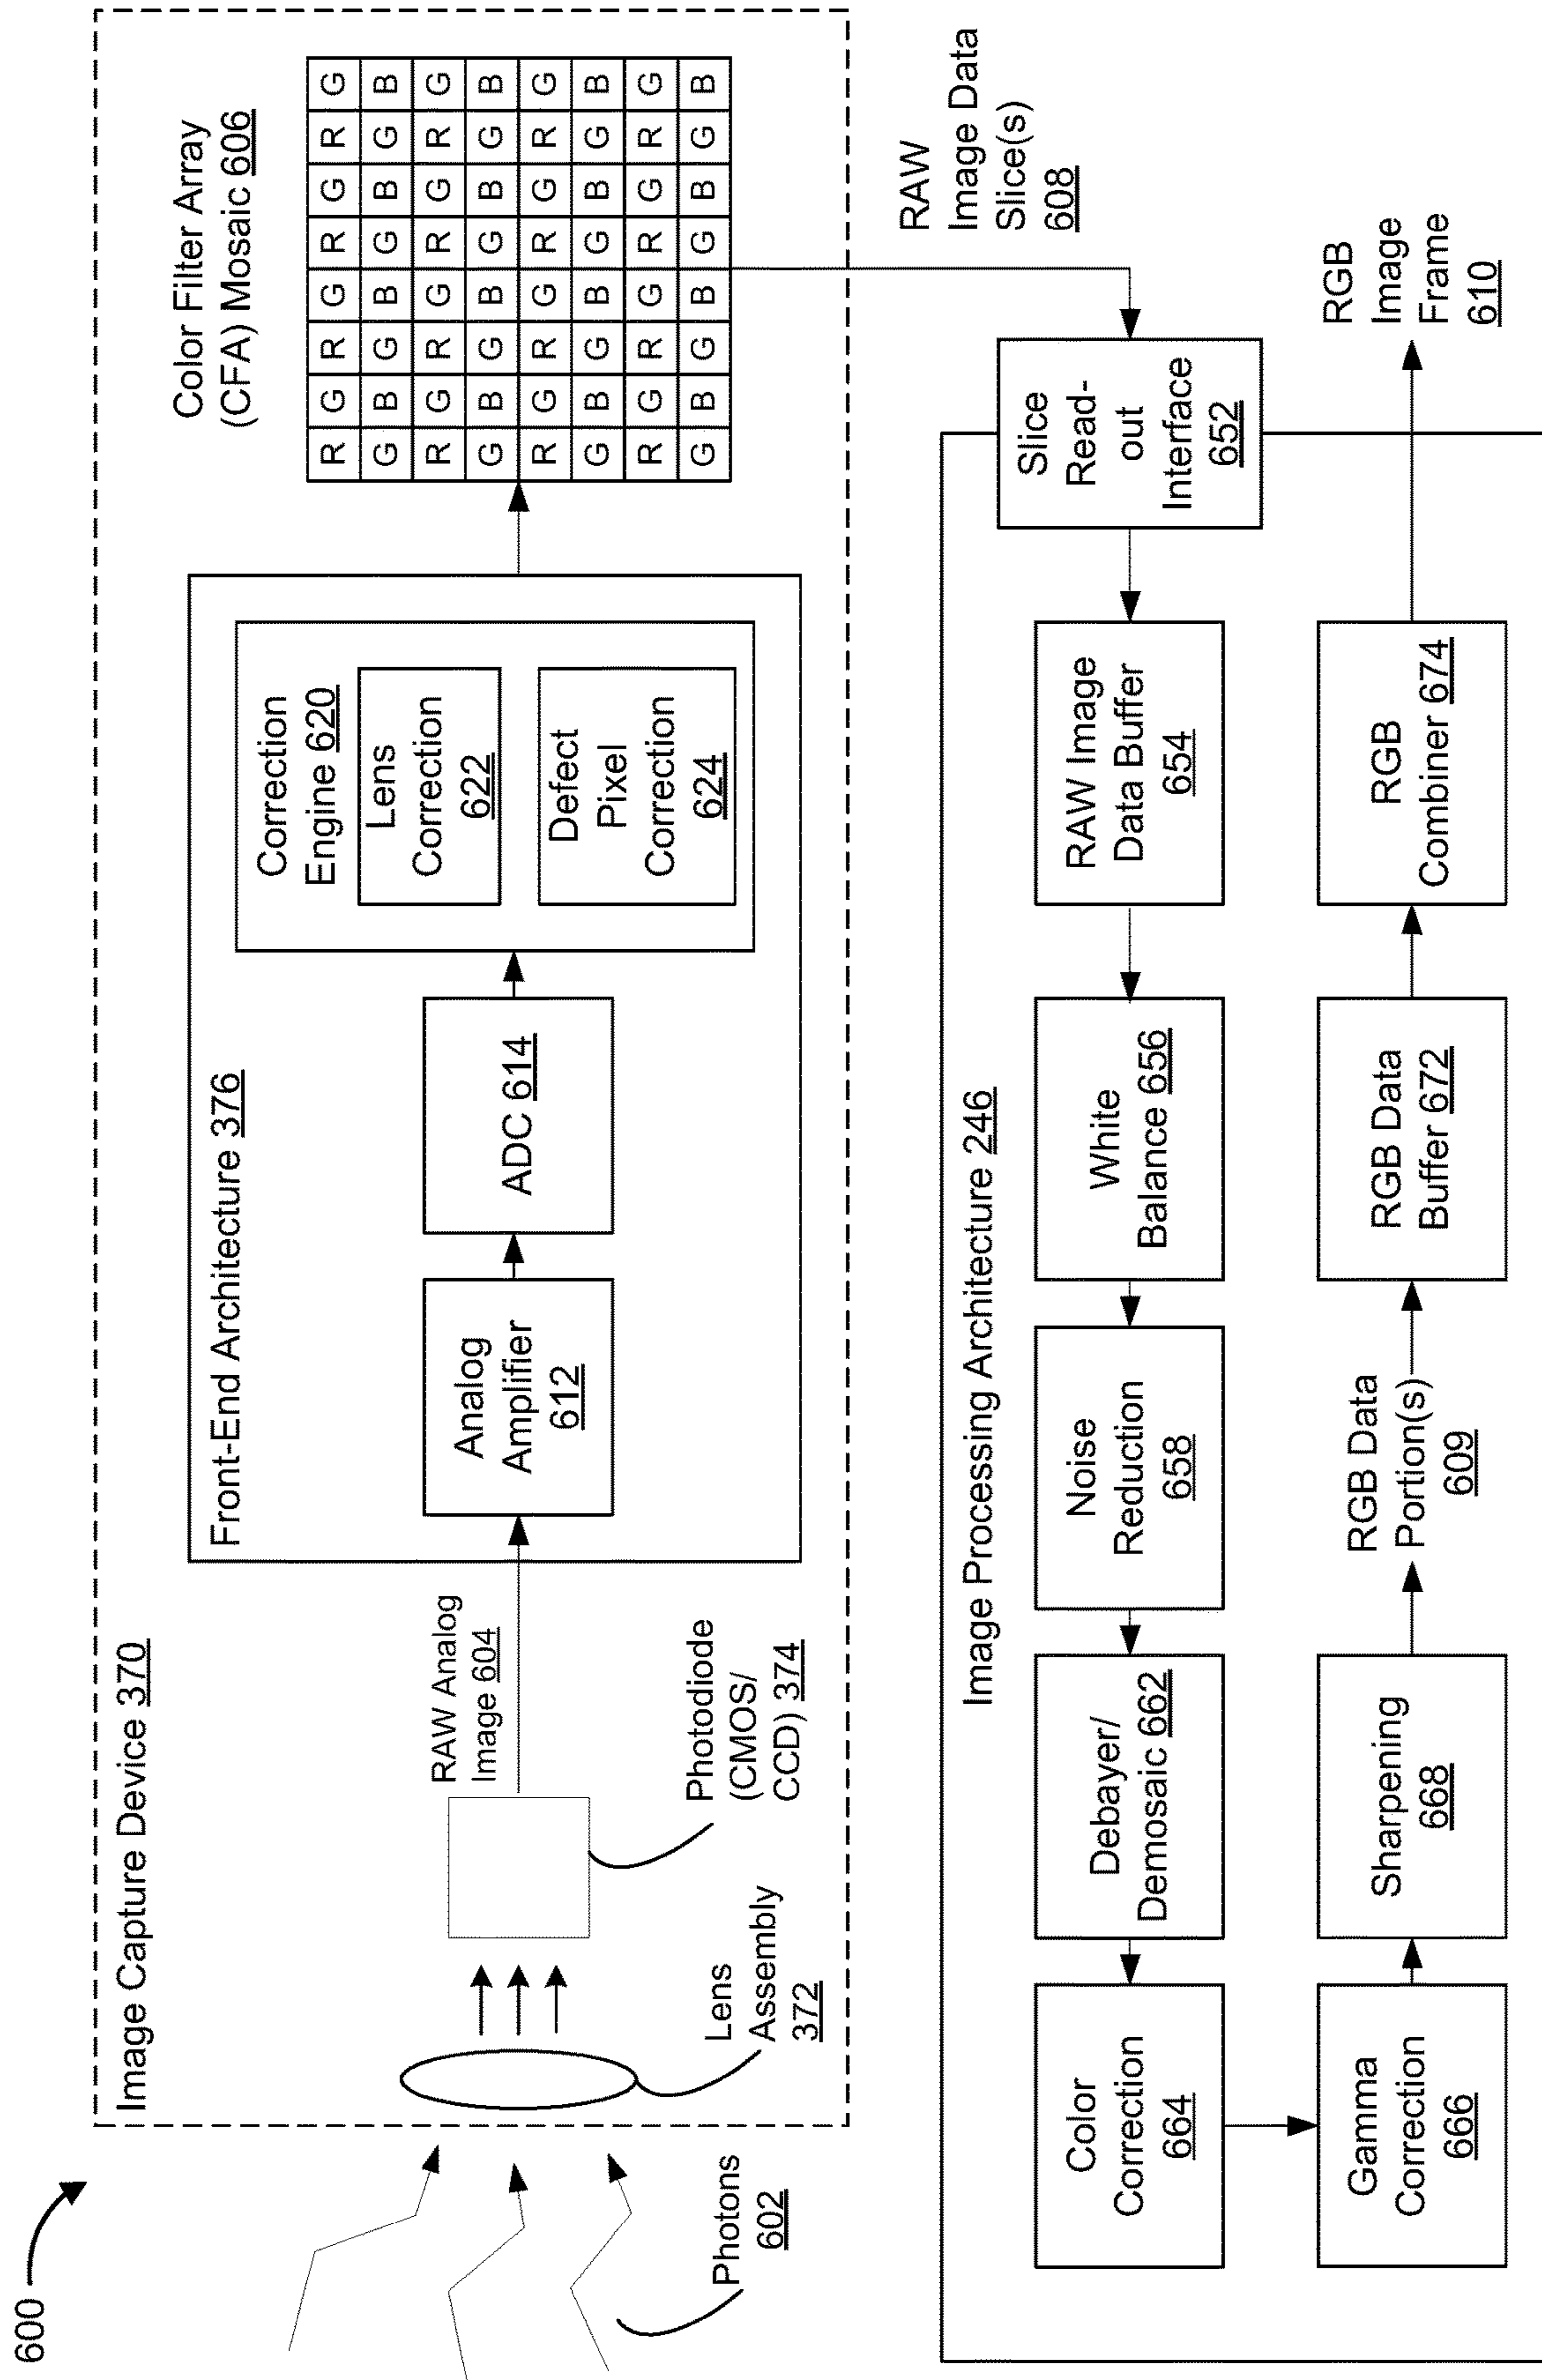 600
Image Capture Device 370
Photons
602
Lens
Assembly
372
RAW Analog
Image 604
Photodiode
(CMOS/
CCD) 374
Front-End Architecture 376
Analog
Amplifier
612
ADC 614
Correction
Engine 620
Lens
Correction
622
Defect
Pixel
Correction
624
Color Filter Array
(CFA) Mosaic 606
R G R G R G R G
G B G B G B G B
R G R G R G R G
G B G B G B G B
R G R G R G R G
G B G B G B G B
R G R G R G R G
G B G B G B G B
RAW
Image Data
Slice(s)
608
Image Processing Architecture 246
Slice
Read-
out
Interface
652
RAW Image
Data Buffer
654
White
Balance 656
Noise
Reduction
658
Debayer/
Demosaic 662
Color
Correction
664
Gamma
Correction
666
Sharpening
668
RGB Data
Portion(s)
609
RGB Data
Buffer 672
RGB
Combiner 674
RGB
Image
Frame
610